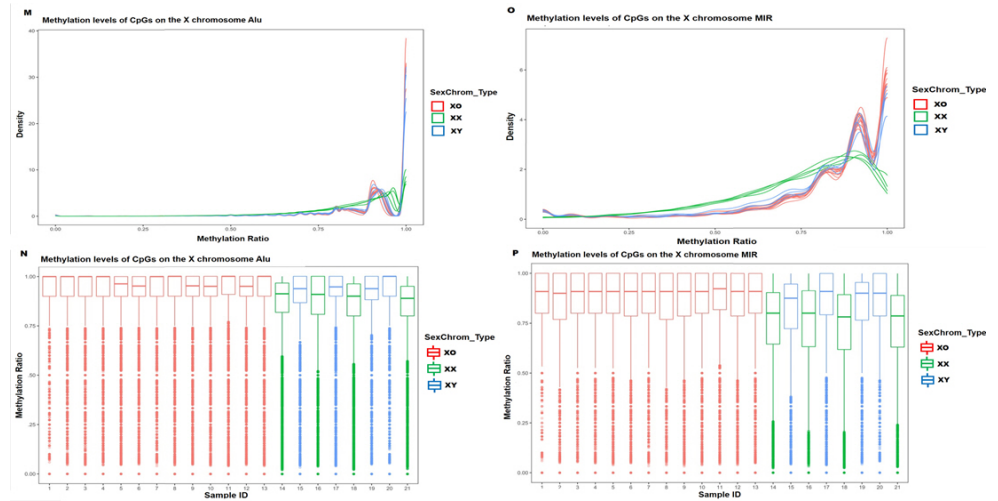 M
Methylation levels of CpGs on the X chromosome Alu
40
30
20
10
0
Density
0.00 0.25 0.50 0.75 1.00
Methylation Ratio
SexChrom_Type
XO
XX
XY
O
Methylation levels of CpGs on the X chromosome MIR
6
4
2
0
Density
0.00 0.25 0.50 0.75 1.00
Methylation Ratio
SexChrom_Type
XO
XX
XY
N
Methylation levels of CpGs on the X chromosome Alu
1.00
0.75
0.50
.25
0.00
Methylation Ratio
1 2 3 4 5 6 7 8 9 10 11 12 13 14 15 16 17 18 19 20 21
Sample ID
SexChrom_Type
XO
XX
XY
P
Methylation levels of CpGs on the X chromosome MIR
1.00
0.75
0.50
.25
0.00
Methylation Ratio
1 3 4 5 6 7 8 9 10 11 12 13 14 15 16 17 18 19 20 21
Sample ID
SexChrom_Type
XO
XX
XY